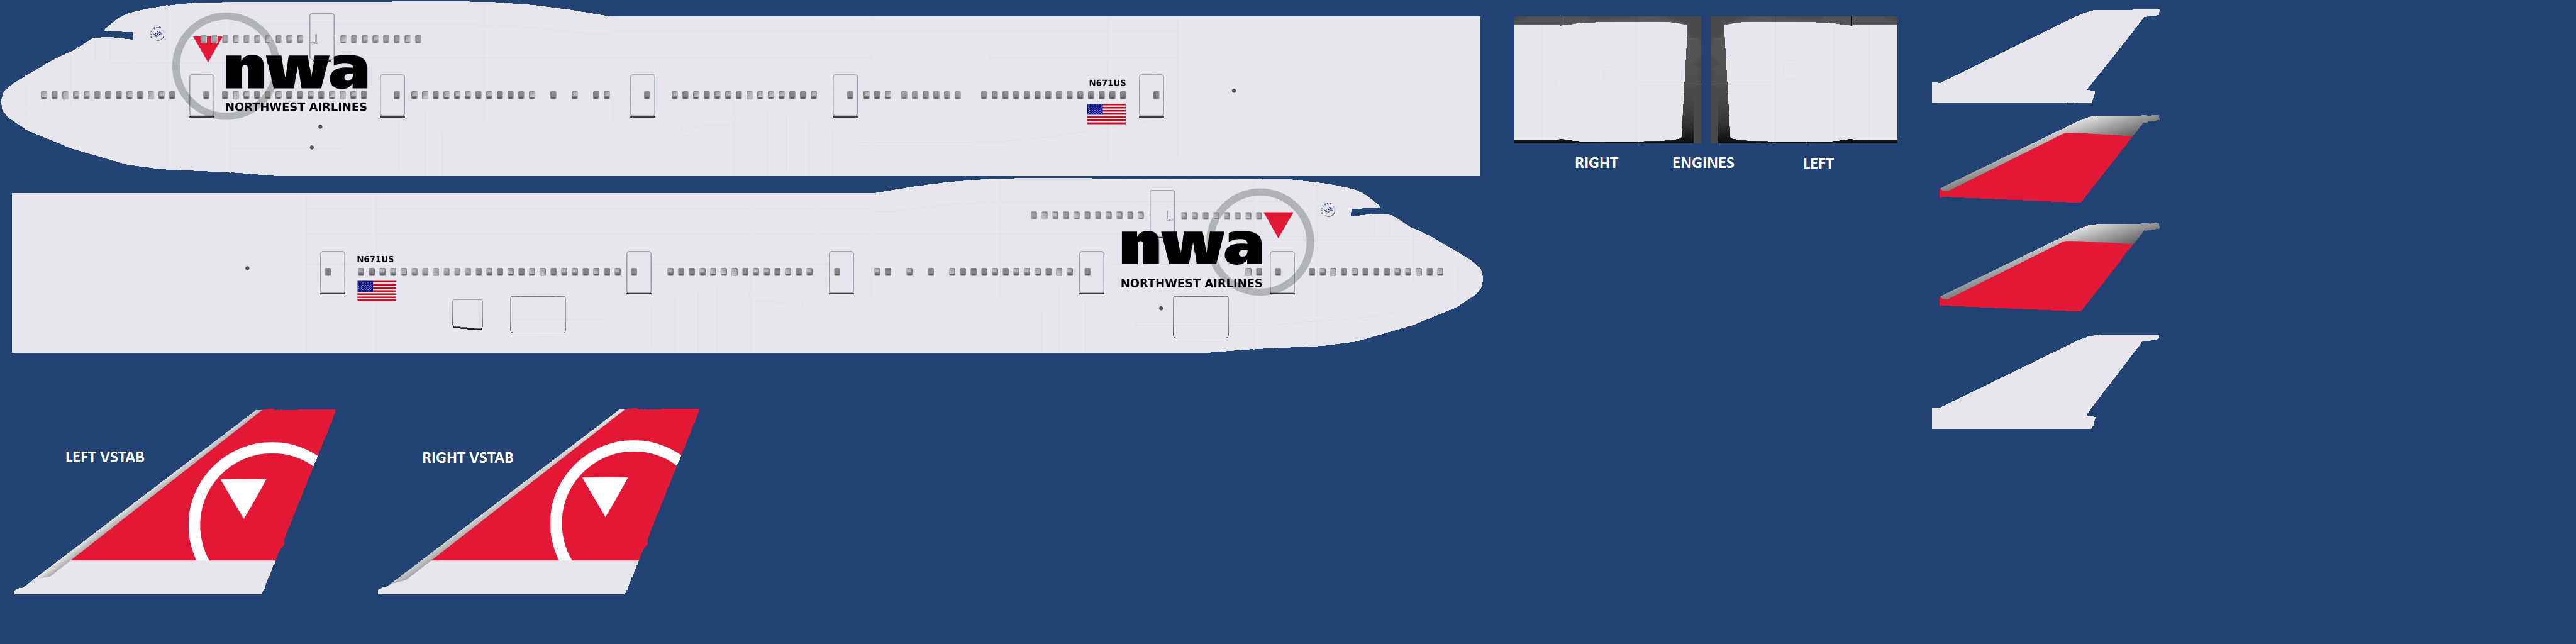 nwa
NORTHWEST AIRLINES
N671US
RIGHT ENGINES LEFT
N671US
nwa
NORTHWEST AIRLINES
LEFT VSTAB
RIGHT VSTAB